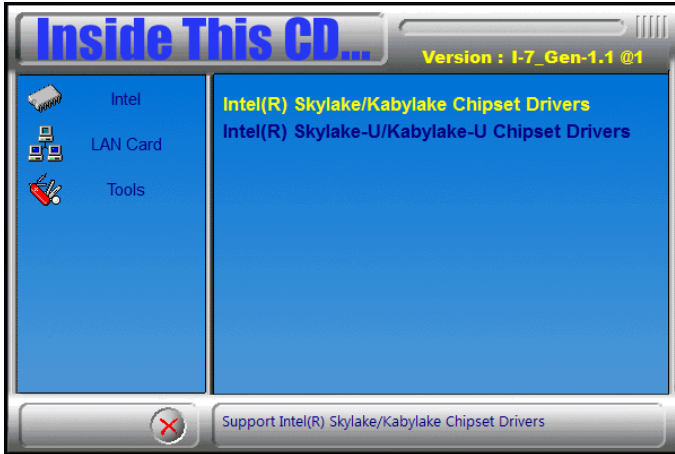 Inside This CD...
Version : I-7_Gen-1.1 @1
Intel
LAN Card
Tools
Intel(R) Skylake/Kabylake Chipset Drivers
Intel(R) Skylake-U/Kabylake-U Chipset Drivers
Support Intel(R) Skylake/Kabylake Chipset Drivers